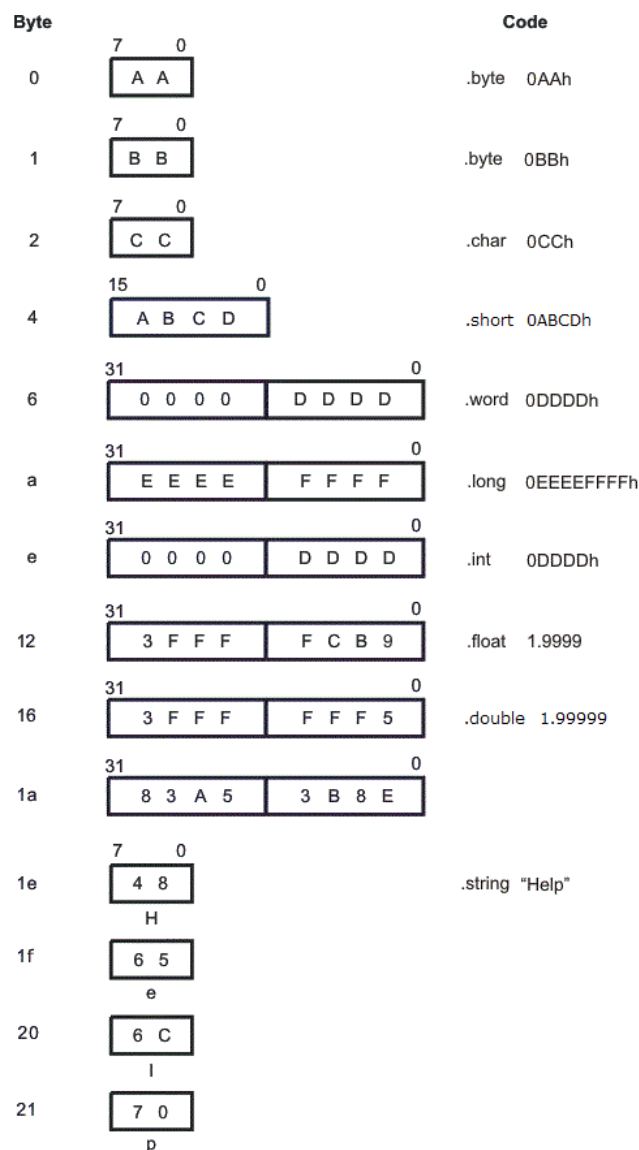 Byte Code
7 0
0 A A .byte 0AAh
7 0
1 B B .byte 0BBh
7 0
2 C C .char 0CCh
15 0
4 A B C D .short 0ABCDh
31 0
6 0 0 0 0 D D D D .word 0DDDDh
31 0
a E E E E F F F F .long 0EEEEFFFFh
31 0
e 0 0 0 0 D D D D .int 0DDDDh
31 0
12 3 F F F F C B 9 .float 1.9999
31 0
16 3 F F F F F F 5 .double 1.99999
31 0
1a 8 3 A 5 3 B 8 E
7 0
1e 4 8 .string “Help”
H
1f 6 5
e
20 6 C
l
21 7 0
p